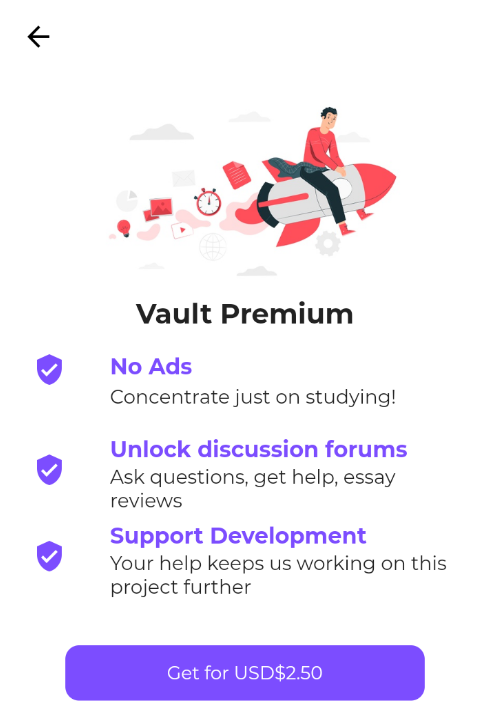 Vault Premium
No Ads
Concentrate just on studying!
Unlock discussion forums
Ask questions, get help, essay
reviews
Support Development
Your help keeps us working on this
project further
Get for USD$2.50